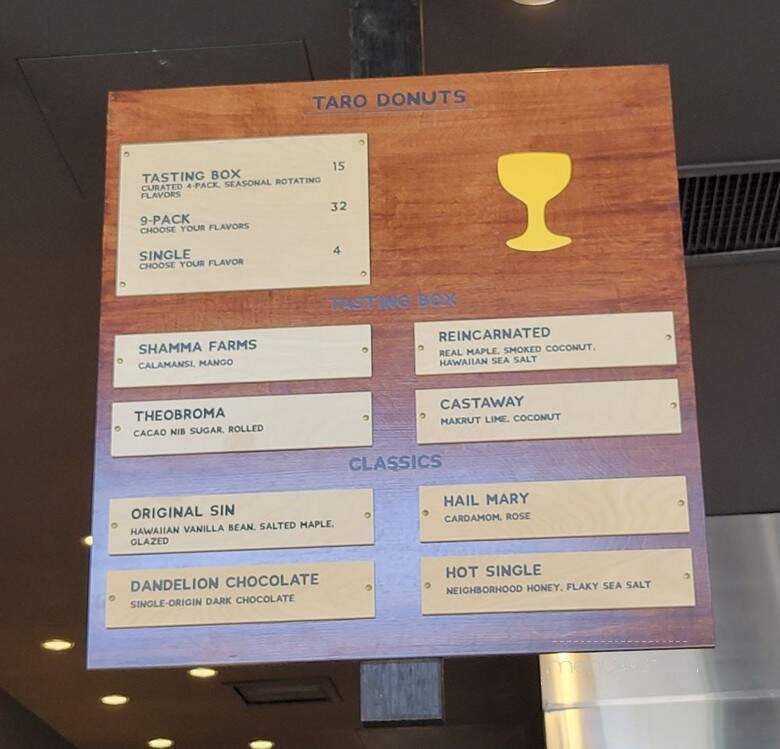 TARO DONUTS
TASTING BOX 15
CURATED 4-PACK, SEASONAL ROTATING
FLAVORS
9-PACK 32
CHOOSE YOUR FLAVORS
SINGLE 4
CHOOSE YOUR FLAVOR
TASTING BOX
SHAMMA FARMS
CALAMANSI, MANGO
REINCARNATED
REAL MAPLE, SMOKED COCONUT,
HAWAIIAN SEA SALT
THEOBROMA
CACAO NIB SUGAR, ROLLED
CASTAWAY
MAKRUT LIME, COCONUT
CLASSICS
ORIGINAL SIN
HAWAIIAN VANILLA BEAN, SALTED MAPLE,
GLAZED
HAIL MARY
CARDAMOM, ROSE
DANDELION CHOCOLATE
SINGLE-ORIGIN DARK CHOCOLATE
HOT SINGLE
NEIGHBORHOOD HONEY, FLAKY SEA SALT